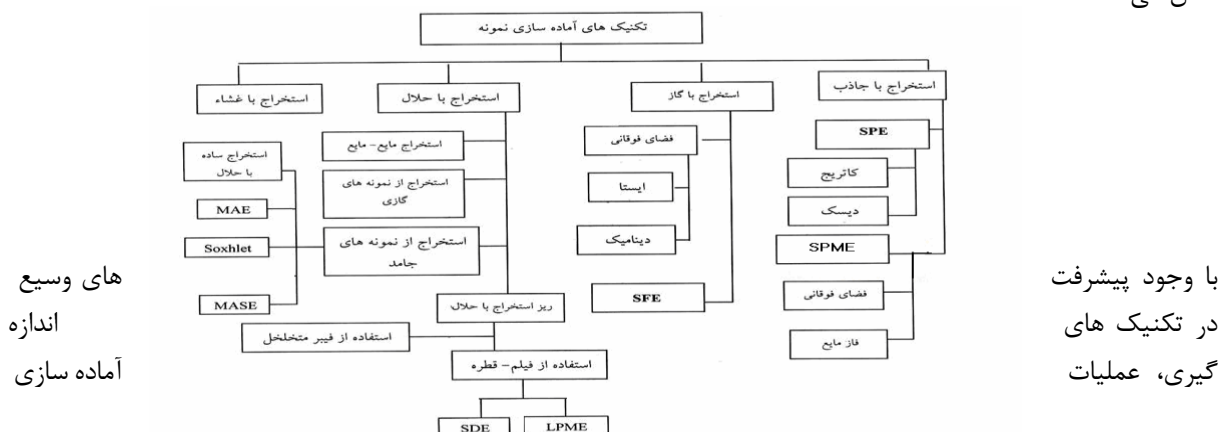 تکنیک های آماده سازی نمونه
استخراج با جاذب
استخراج با گاز
استخراج با حلال
استخراج با غشاء
SPE
کاتریج
دیسک
SPME
فضای فوقانی
فاز مایع
فضای فوقانی
ایستا
دینامیک
SFE
استخراج مایع- مایع
استخراج از نمونه های
گازی
استخراج از نمونه های
جامد
استخراج ساده
با حلال
MAE
Soxhlet
MASE
ریز استخراج با حلال
استفاده از فیبر متخلخل
استفاده از فیلم- قطره
SDE
LPME
با وجود پیشرفت های وسیع
در تکنیک های اندازه
گیری، عملیات آماده سازی